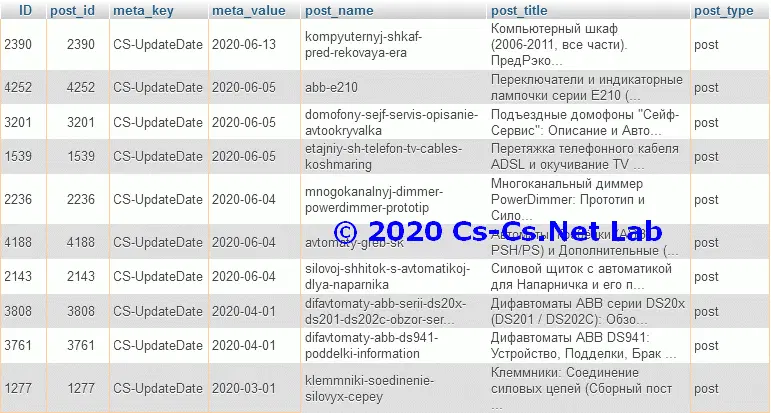 ID post_id meta_key meta_value post_name post_title post_type
2390 2390 CS-UpdateDate 2020-06-13 kompyuternyj-shkaf-pred-rekovaya-era Компьютерный шкаф (2006-2011, все части). ПредРэко... post
4252 4252 CS-UpdateDate 2020-06-05 abb-e210 Переключатели и индикаторные лампочки серии E210 (... post
3201 3201 CS-UpdateDate 2020-06-05 domofony-sejf-servis-opisanie-avtookryvalka Подъездные домофоны "Сейф-Сервис": Описание и Авто... post
1539 1539 CS-UpdateDate 2020-06-05 etajniy-sh-telefon-tv-cables-koshmaring Перетяжка телефонного кабеля ADSL и окучивание TV ... post
2236 2236 CS-UpdateDate 2020-06-04 mnogokanalnyj-dimmer-powerdimmer-prototip Многоканальный диммер PowerDimmer: Прототип и Сило... post
© 2020 Cs-Cs.Net Lab
4188 4188 CS-UpdateDate 2020-06-04 avtomaty-greb-sk PSH/PS) и Дополнительные (... post
2143 2143 CS-UpdateDate 2020-06-04 silovoj-shhitok-s-avtomatikoj-dlya-naparnika Силовой щиток с автоматикой для Напарничка и его п... post
3808 3808 CS-UpdateDate 2020-04-01 difavtomaty-abb-serii-ds20x-ds201-ds202c-obzor-ser... Дифавтоматы ABB серии DS20x (DS201 / DS202C): Обзо... post
3761 3761 CS-UpdateDate 2020-04-01 difavtomaty-abb-ds941-poddelki-information Дифавтоматы ABB DS941: Устройство, Подделки, Брак ... post
1277 1277 CS-UpdateDate 2020-03-01 klemmniki-soedinenie-silovyx-cepey Клеммники: Соединение силовых цепей (Сборный пост ... post